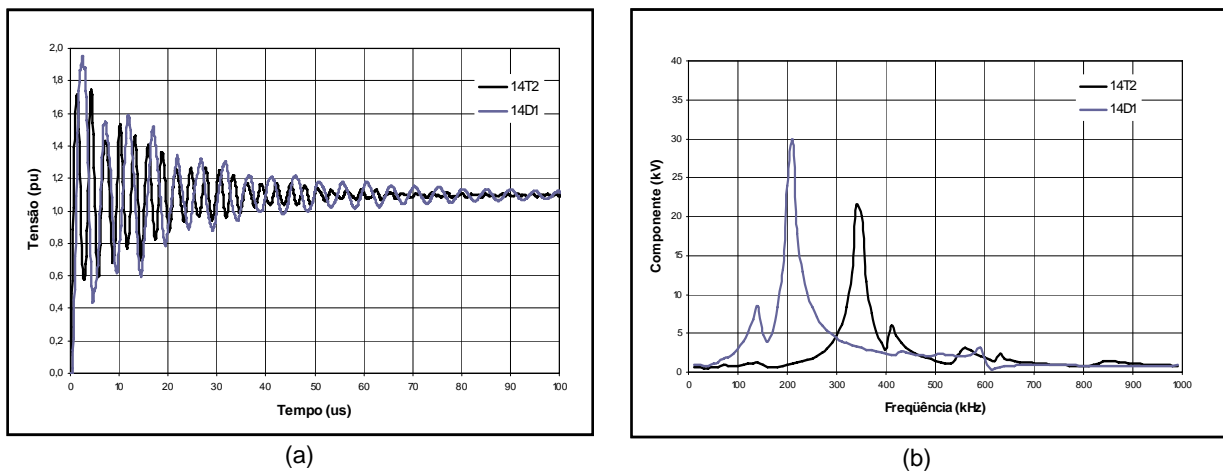 2,0
1,8
1,6
1,4
1,2
1,0
0,8
0,6
0,4
0,2
0,0
Tensão (pu)
14T2
14D1
0 10 20 30 40 50 60 70 80 90 100
Tempo (us)
(a)
40
35
30
25
20
15
10
5
0
Componente (kV)
14T2
14D1
0 100 200 300 400 500 600 700 800 900 1000
Freqüência (kHz)
(b)